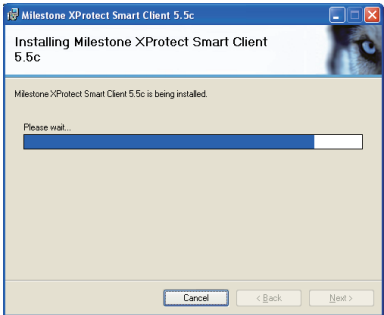 Milestone XProtect Smart Client 5.5c
Installing Milestone XProtect Smart Client
5.5c
Milestone XProtect Smart Client 5.5c is being installed.
Please wait...
Cancel < Back Next >